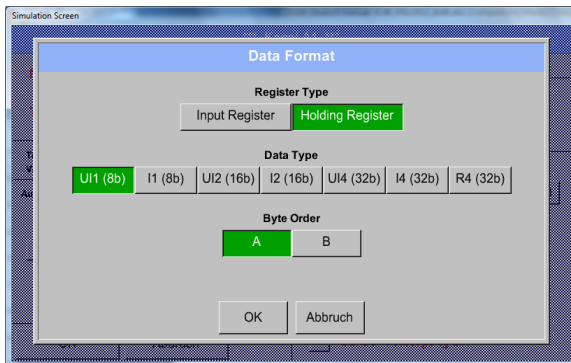 Simulation Screen
Data Format
Register Type
Input Register Holding Register
Data Type
UI1 (8b) I1 (8b) UI2 (16b) I2 (16b) UI4 (32b) I4 (32b) R4 (32b)
Byte Order
A B
OK Abbruch